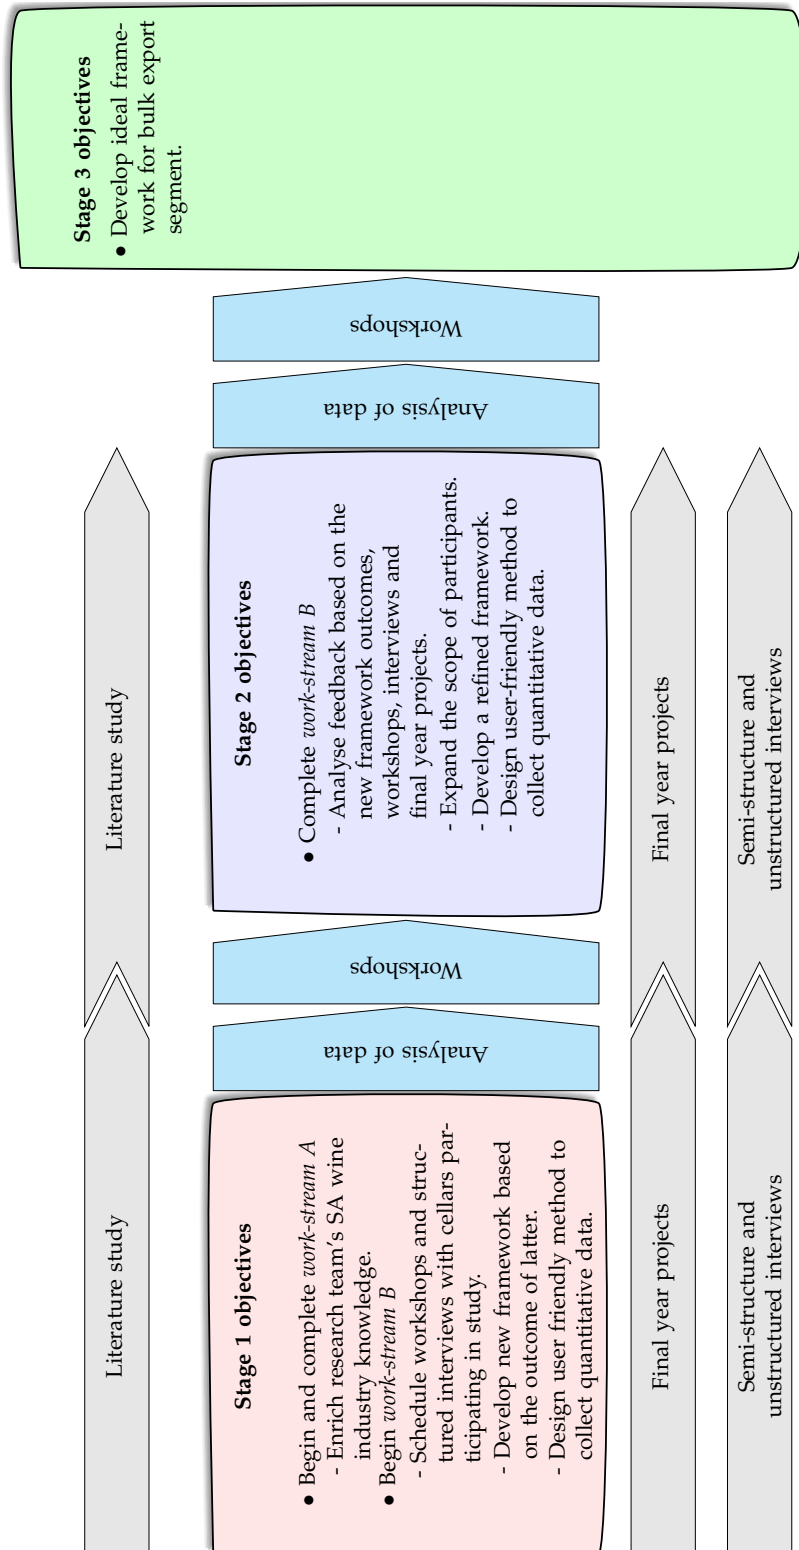 Literature study
Literature study
Stage 1 objectives
• Begin and complete work-stream A
- Enrich research team's SA wine
industry knowledge.
• Begin work-stream B
- Schedule workshops and struc-
tured interviews with cellars par-
ticipating in study.
- Develop new framework based
on the outcome of latter.
- Design user friendly method to
collect quantitative data.
Analysis of data
Workshops
Stage 2 objectives
• Complete work-stream B
- Analyse feedback based on the
new framework outcomes,
workshops, interviews and
final year projects.
- Expand the scope of participants.
- Develop a refined framework.
- Design user-friendly method to
collect quantitative data.
Analysis of data
Workshops
Stage 3 objectives
• Develop ideal frame-
work for bulk export
segment.
Final year projects
Final year projects
Semi-structure and
unstructured interviews
Semi-structure and
unstructured interviews